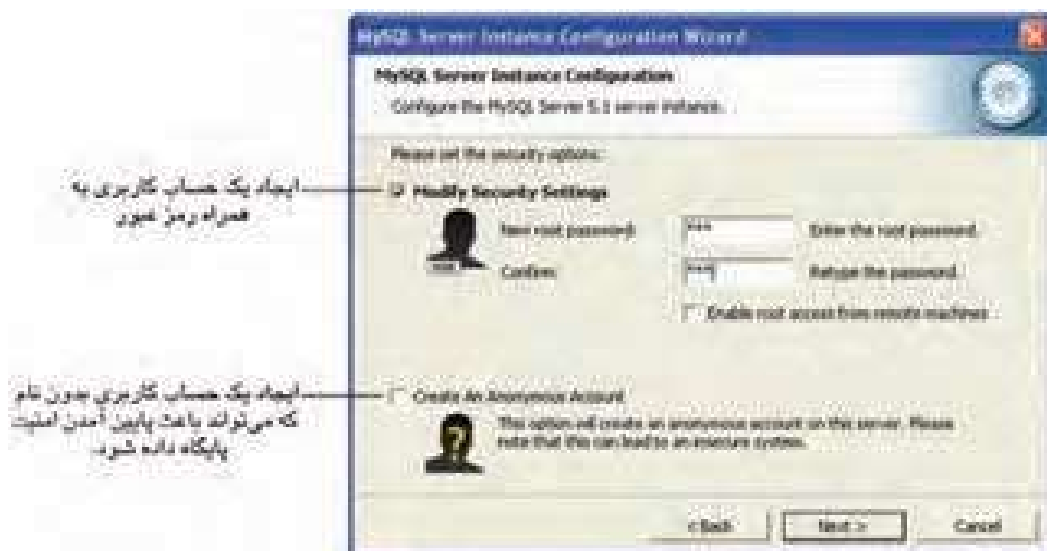 MySQL Server Instance Configuration Wizard
MySQL Server Instance Configuration
Configure the MySQL Server 5.1 server instance.
Please set the security options.
ایجاد یک حساب کاربری به
همراه رمز عبور
Modify Security Settings
New root password:
***
Enter the root password.
root
Confirm:
***
Retype the password.
Enable root access from remote machines
ایجاد یک حساب کاربری بدون نام
که می‌تواند باعث پایین آمدن امنیت
پایگاه داده شود.
Create An Anonymous Account
This option will create an anonymous account on this server. Please
note that this can lead to an insecure system.
< Back
Next >
Cancel